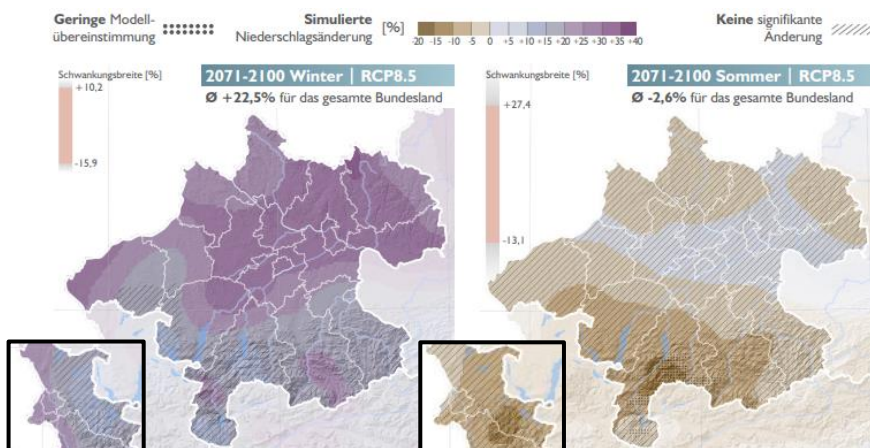 Geringe Modell-
übereinstimmung
Simulierte
Niederschlagsänderung
[%]
-20 -15 -10 -5 0 +5 +10 +15 +20 +25 +30 +35 +40
Keine signifikante
Änderung
Schwankungsbreite [%]
+10,2
-15,9
2071-2100 Winter | RCP8.5
Ø +22,5% für das gesamte Bundesland
Schwankungsbreite [%]
+27,4
-13,1
2071-2100 Sommer | RCP8.5
Ø -2,6% für das gesamte Bundesland